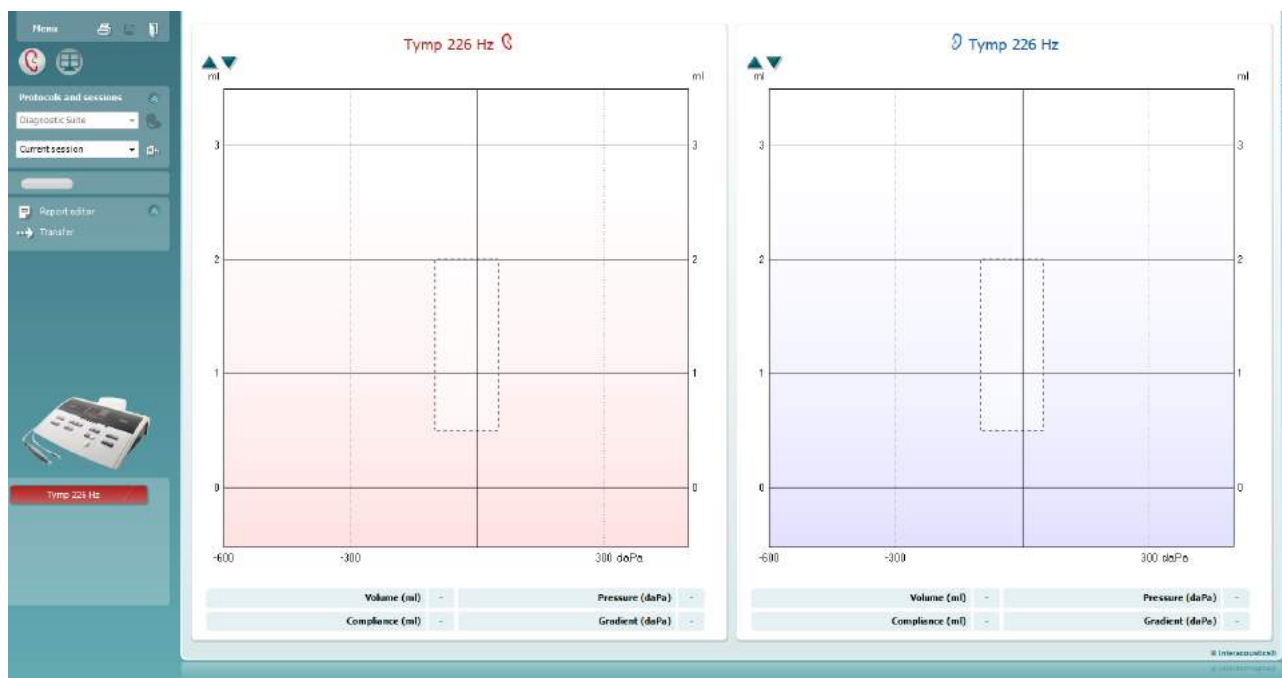 Menu
Protocols and sessions
Diagnostic Suite
Current session
Report editor
Transfer
Tymp 226 Hz
Tymp 226 Hz
ml
ml
3
3
2
2
1
1
0
0
-600
-300
300 daPa
Volume (ml) -
Pressure (daPa) -
Compliance (ml) -
Gradient (daPa) -
Tymp 226 Hz
ml
ml
3
3
2
2
1
1
0
0
-600
-300
300 daPa
Volume (ml) -
Pressure (daPa) -
Compliance (ml) -
Gradient (daPa) -
© Interacoustics®